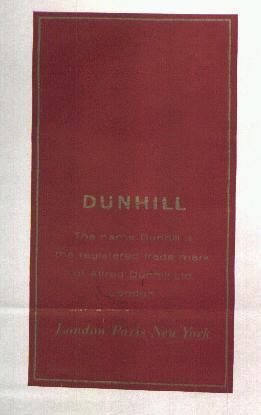 DUNHILL
The name Dunhill is
the registered trade mark
of Alfred Dunhill Ltd.
London
London Paris New York